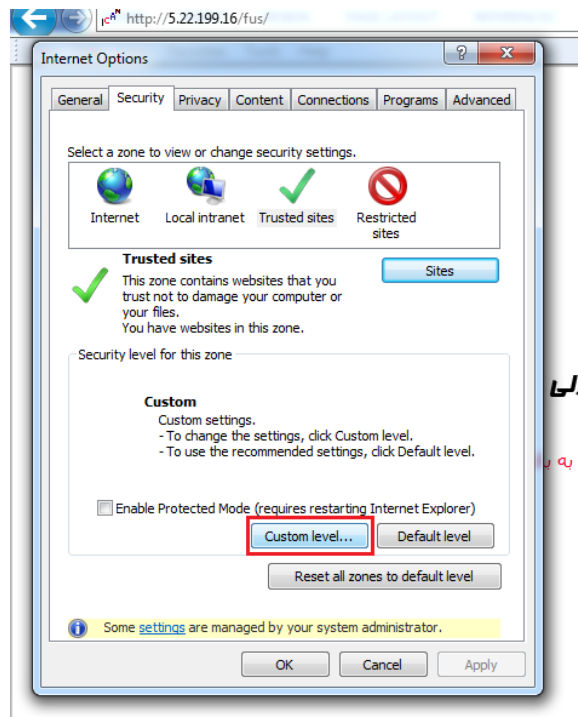 http://5.22.199.16/fus/
Internet Options
General Security Privacy Content Connections Programs Advanced
Select a zone to view or change security settings.
Internet Local intranet Trusted sites Restricted sites
Trusted sites
Sites
This zone contains websites that you
trust not to damage your computer or
your files.
You have websites in this zone.
Security level for this zone
Custom
Custom settings.
- To change the settings, click Custom level.
- To use the recommended settings, click Default level.
Enable Protected Mode (requires restarting Internet Explorer)
Custom level... Default level
Reset all zones to default level
Some settings are managed by your system administrator.
OK Cancel Apply